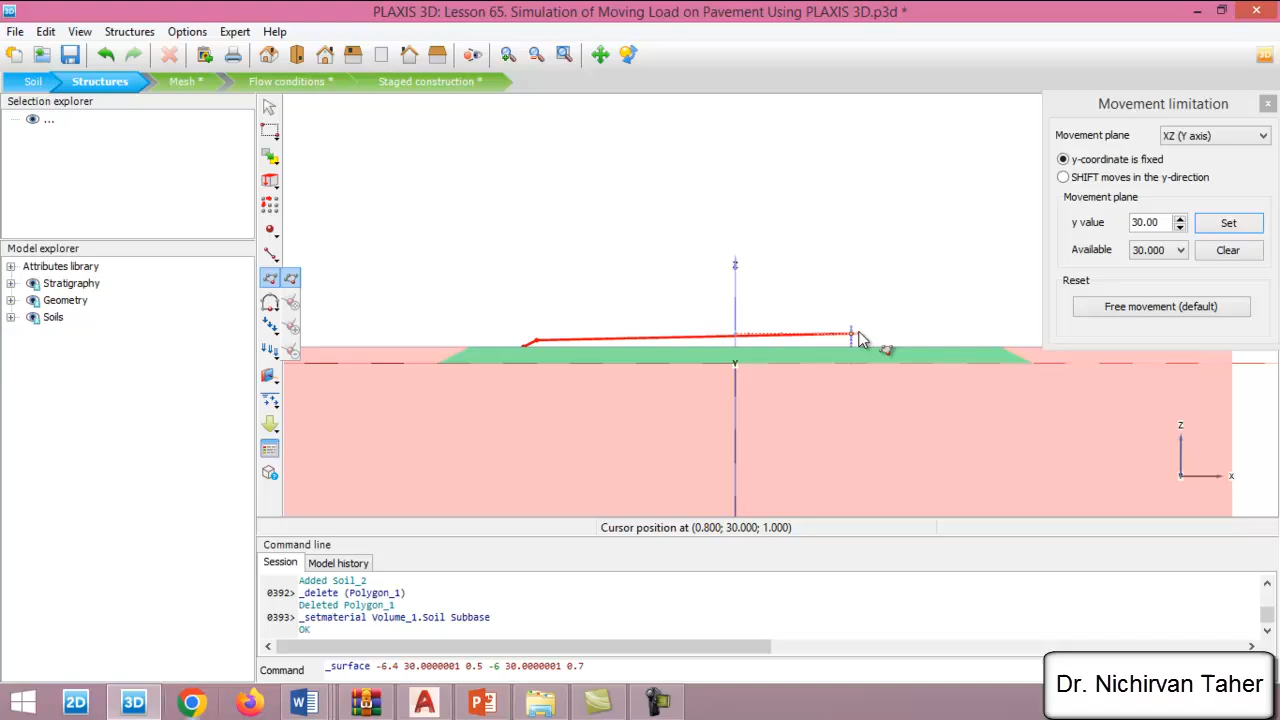 PLAXIS 3D: Lesson 65. Simulation of Moving Load on Pavement Using PLAXIS 3D.p3d *
File Edit View Structures Options Expert Help
Soil Structures Mesh * Flow conditions * Staged construction *
Selection explorer
...
Model explorer
Attributes library
Stratigraphy
Geometry
Soils
Movement limitation
Movement plane XZ (Y axis)
y-coordinate is fixed
SHIFT moves in the y-direction
Movement plane
y value 30.00 Set
Available 30.000 Clear
Reset
Free movement (default)
Z
Y
Z
X
Cursor position at (0.800; 30.000; 1.000)
Command line
Session Model history
Added Soil_2
0392> _delete (Polygon_1)
Deleted Polygon_1
0393> _setmaterial Volume_1.Soil Subbase
OK
Command _surface -6.4 30.0000001 0.5 -6 30.0000001 0.7
2D 3D
Dr. Nichirvan Taher